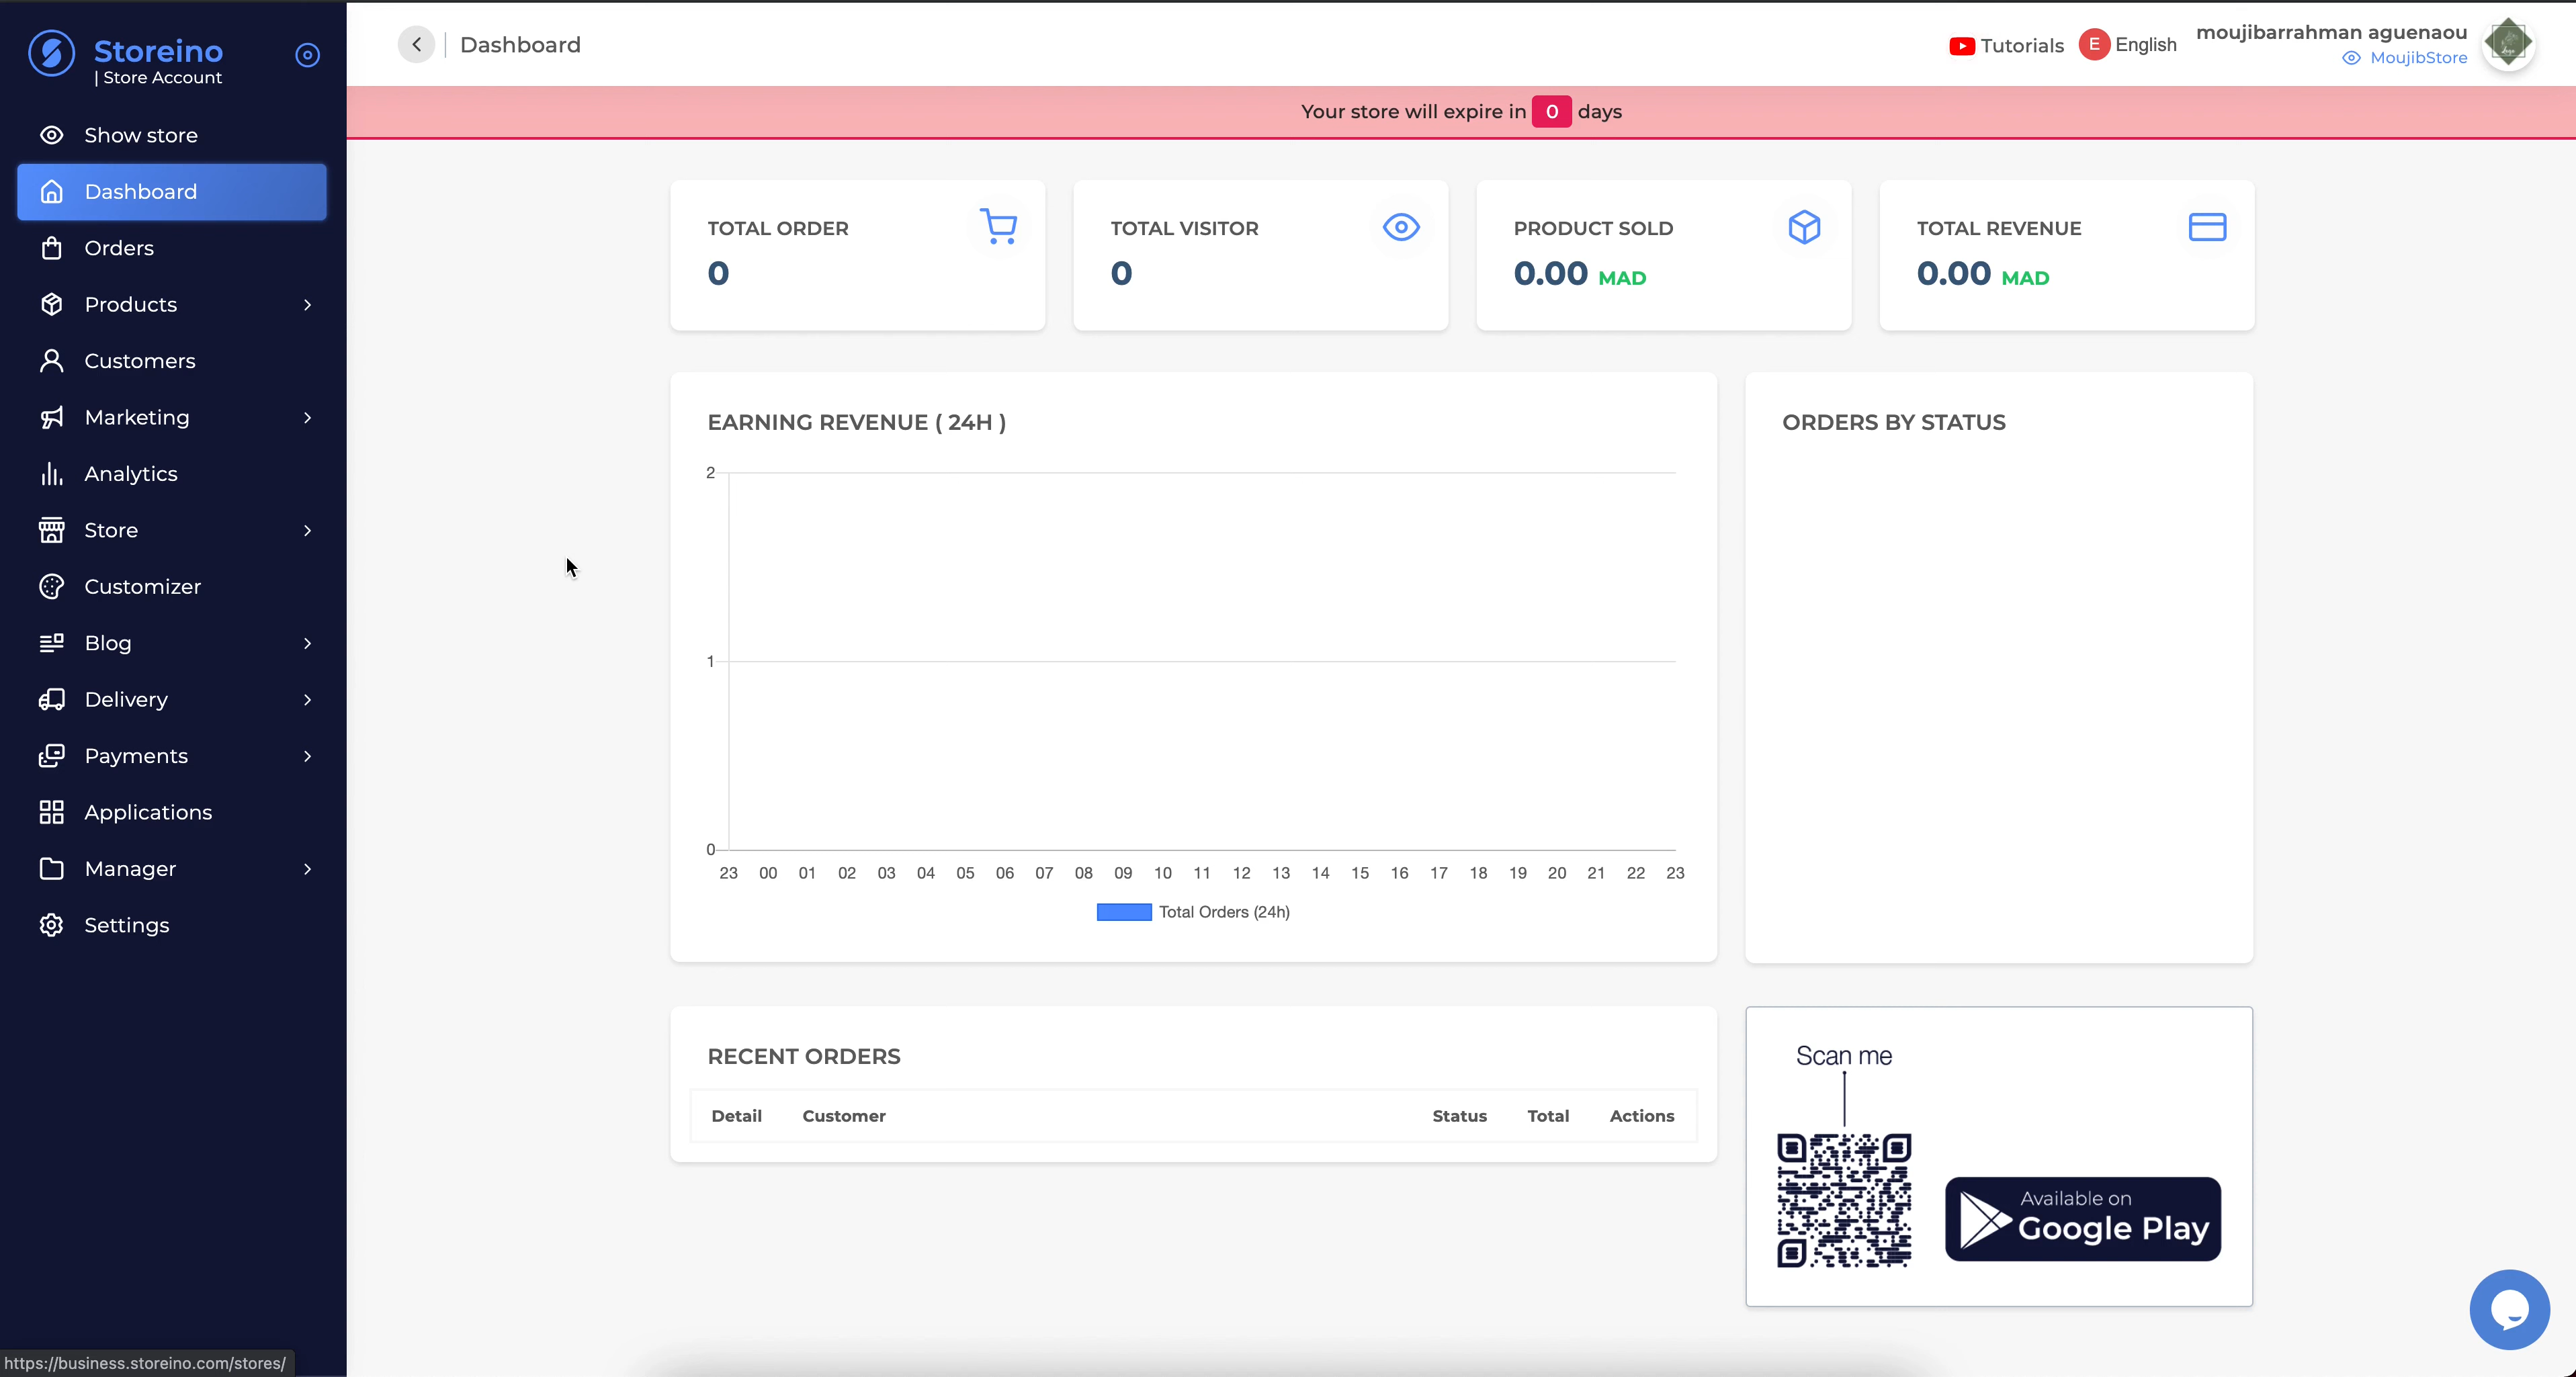 Storeino
| Store Account
Show store
Dashboard
Orders
Products
Customers
Marketing
Analytics
Store
Customizer
Blog
Delivery
Payments
Applications
Manager
Settings
https://business.storeino.com/stores/
Dashboard
Tutorials
E English
moujibarrahman aguenaou
MoujibStore
Your store will expire in 0 days
TOTAL ORDER
0
TOTAL VISITOR
0
PRODUCT SOLD
0.00 MAD
TOTAL REVENUE
0.00 MAD
EARNING REVENUE ( 24H )
2
1
0
23 00 01 02 03 04 05 06 07 08 09 10 11 12 13 14 15 16 17 18 19 20 21 22 23
Total Orders (24h)
ORDERS BY STATUS
RECENT ORDERS
Detail Customer Status Total Actions
Scan me
Available on
Google Play